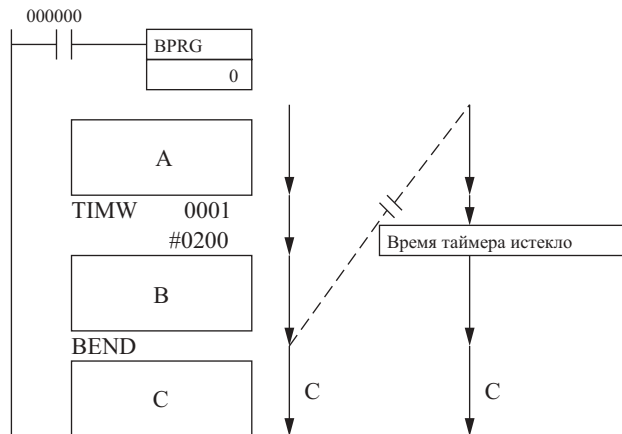 000000
BPRG
0
A
TIMW 0001
#0200
Время таймера истекло
B
BEND
C C C